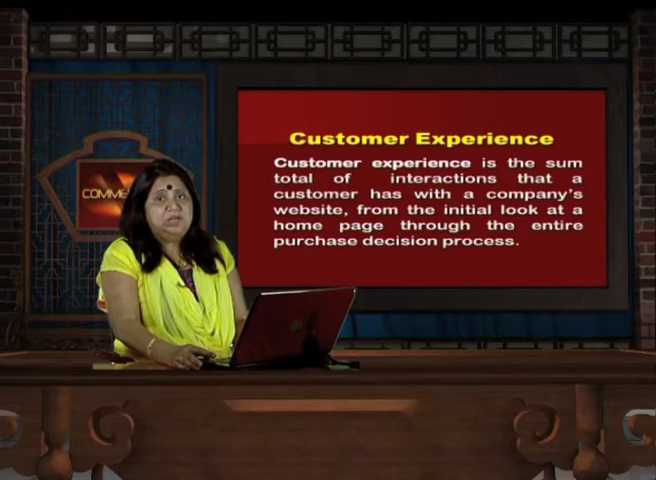 Customer Experience
Customer experience is the sum
total of interactions that a
customer has with a company's
website, from the initial look at a
home page through the entire
purchase decision process.